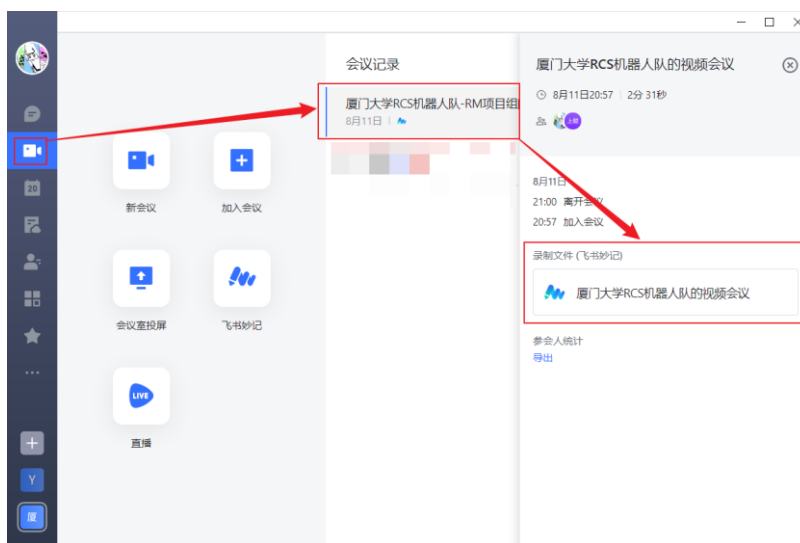 20
Y
厦
新会议
加入会议
会议室投屏
飞书妙记
LIVE
直播
会议记录
厦门大学RCS机器人队-RM项目组
8月11日
厦门大学RCS机器人队的视频会议
8月11日20:57 2分 31秒
8月11日
21:00 离开会议
20:57 加入会议
录制文件 (飞书妙记)
厦门大学RCS机器人队的视频会议
参会人统计
导出